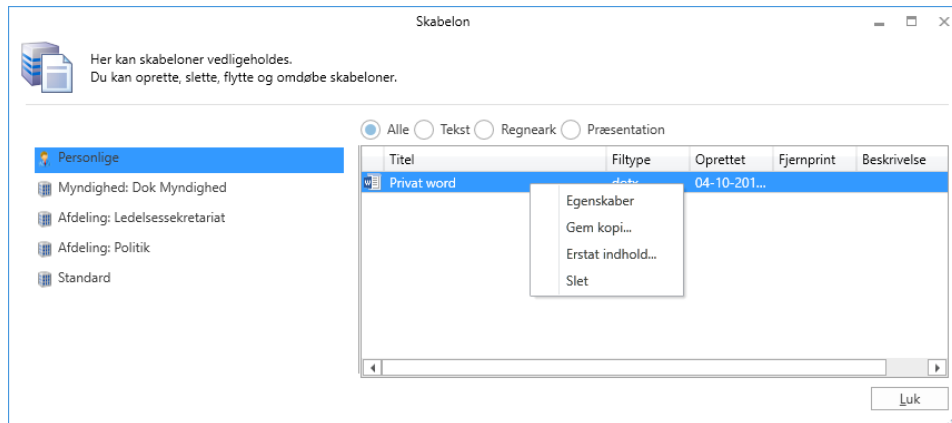 Skabelon
Her kan skabeloner vedligeholdes.
Du kan oprette, slette, flytte og omdøbe skabeloner.
Alle Tekst Regneark Præsentation
Personlige
Myndighed: Dok Myndighed
Afdeling: Ledelsessekretariat
Afdeling: Politik
Standard
Titel Filtype Oprettet Fjernprint Beskrivelse
Privat word dotx 04-10-201...
Egenskaber
Gem kopi...
Erstat indhold...
Slet
Luk